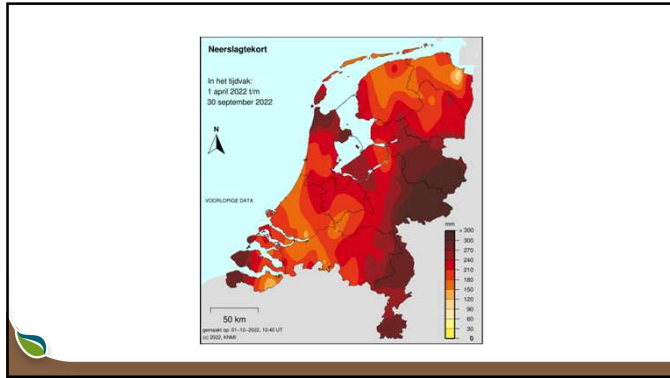 Neerslagtekort
In het tijdvak:
1 april 2022 t/m
30 september 2022
N
VOORLOPIGE DATA
mm
> 300
300
270
240
210
180
150
120
90
60
30
0
50 km
gemaakt op: 01-10-2022, 10:40 UT
(c) 2022, KNMI